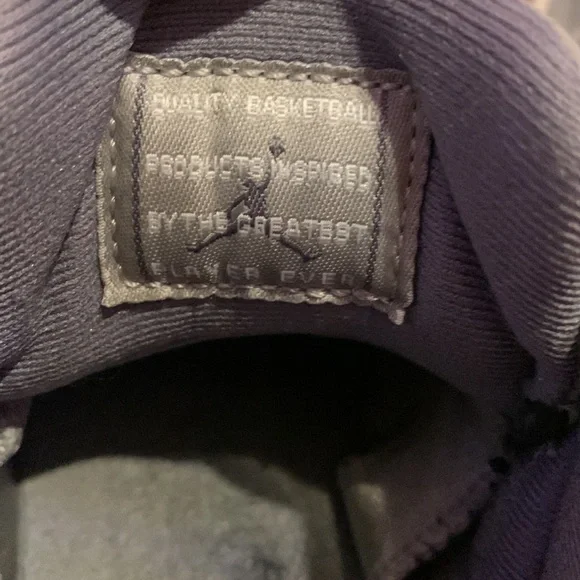 QUALITY BASKETBALL
PRODUCTS INSPIRED
BY THE GREATEST
PLAYER EVER